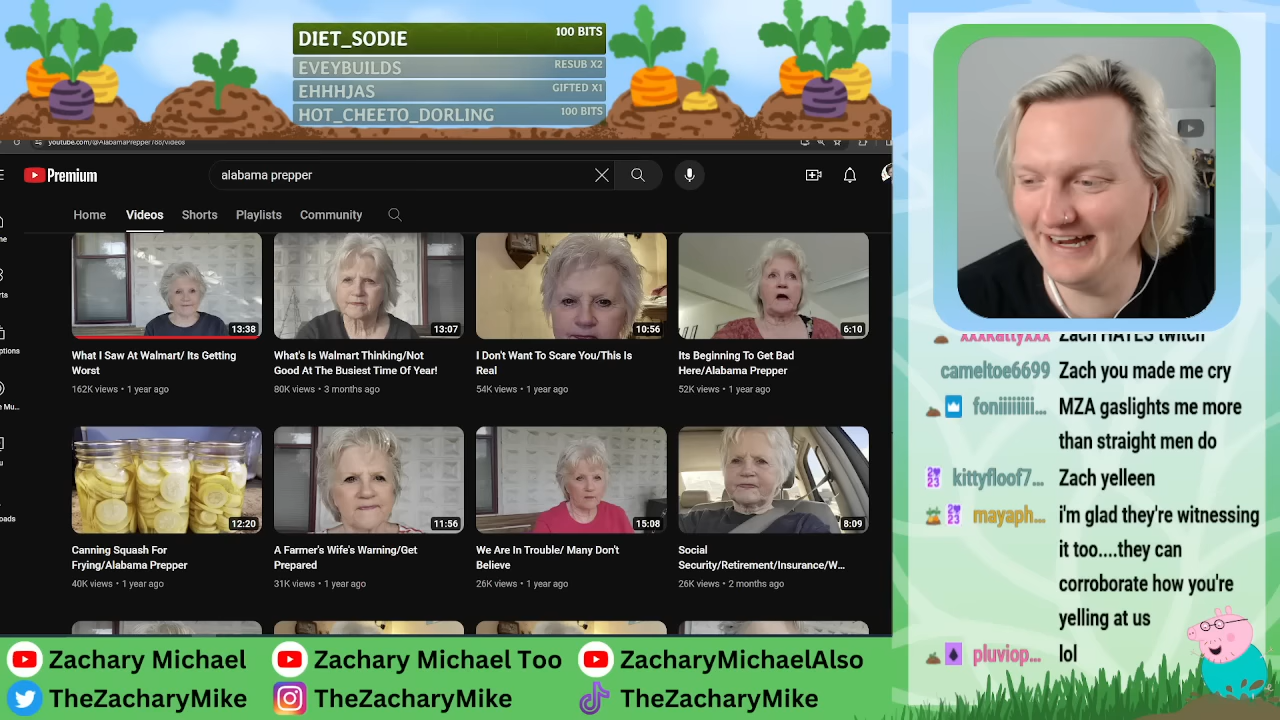 DIET_SODIE 100 BITS
EVEYBUILDS RESUB X2
EHHHJAS GIFTED X1
HOT_CHEETO_DORLING 100 BITS
youtube.com/@AlabamaPrepper788/videos
Premium
alabama prepper
Home Videos Shorts Playlists Community
13:38 13:07 10:56 6:10
What I Saw At Walmart/ Its Getting
Worst
162K views • 1 year ago
What's Is Walmart Thinking/Not
Good At The Busiest Time Of Year!
80K views • 3 months ago
I Don't Want To Scare You/This Is
Real
54K views • 1 year ago
Its Beginning To Get Bad
Here/Alabama Prepper
52K views • 1 year ago
12:20 11:56 15:08 8:09
Canning Squash For
Frying/Alabama Prepper
40K views • 1 year ago
A Farmer's Wife's Warning/Get
Prepared
31K views • 1 year ago
We Are In Trouble/ Many Don't
Believe
26K views • 1 year ago
Social
Security/Retirement/Insurance/W...
26K views • 2 months ago
xxxkattyxxx Zach HATES twitch
cameltoe6699 Zach you made me cry
foniiiiiii... MZA gaslights me more
than straight men do
kittyfloof7... Zach yelleen
mayaph... i'm glad they're witnessing
it too....they can
corroborate how you're
yelling at us
pluviop... lol
Zachary Michael Zachary Michael Too ZacharyMichaelAlso
TheZacharyMike TheZacharyMike TheZacharyMike